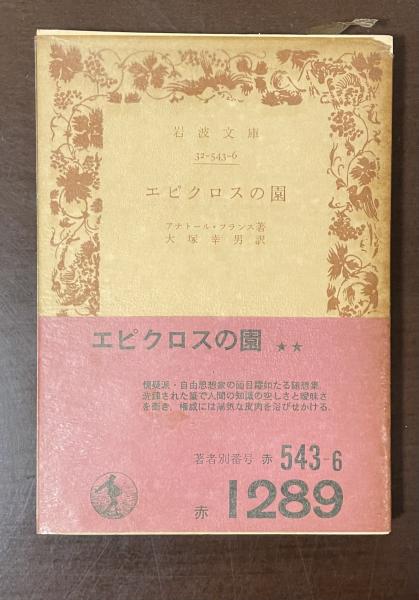 岩波文庫
32-543-6
エピクロスの園
アナトール・フランス著
大塚幸男訳
エピクロスの園 ★★
懐疑派・自由思想家の面目躍如たる随想集.
洗錬された筆で人間の知識の空しさと曖昧さ
を衝き、権威には陽気な皮肉を浴びせかける.
著者別番号 赤 543-6
赤 1289